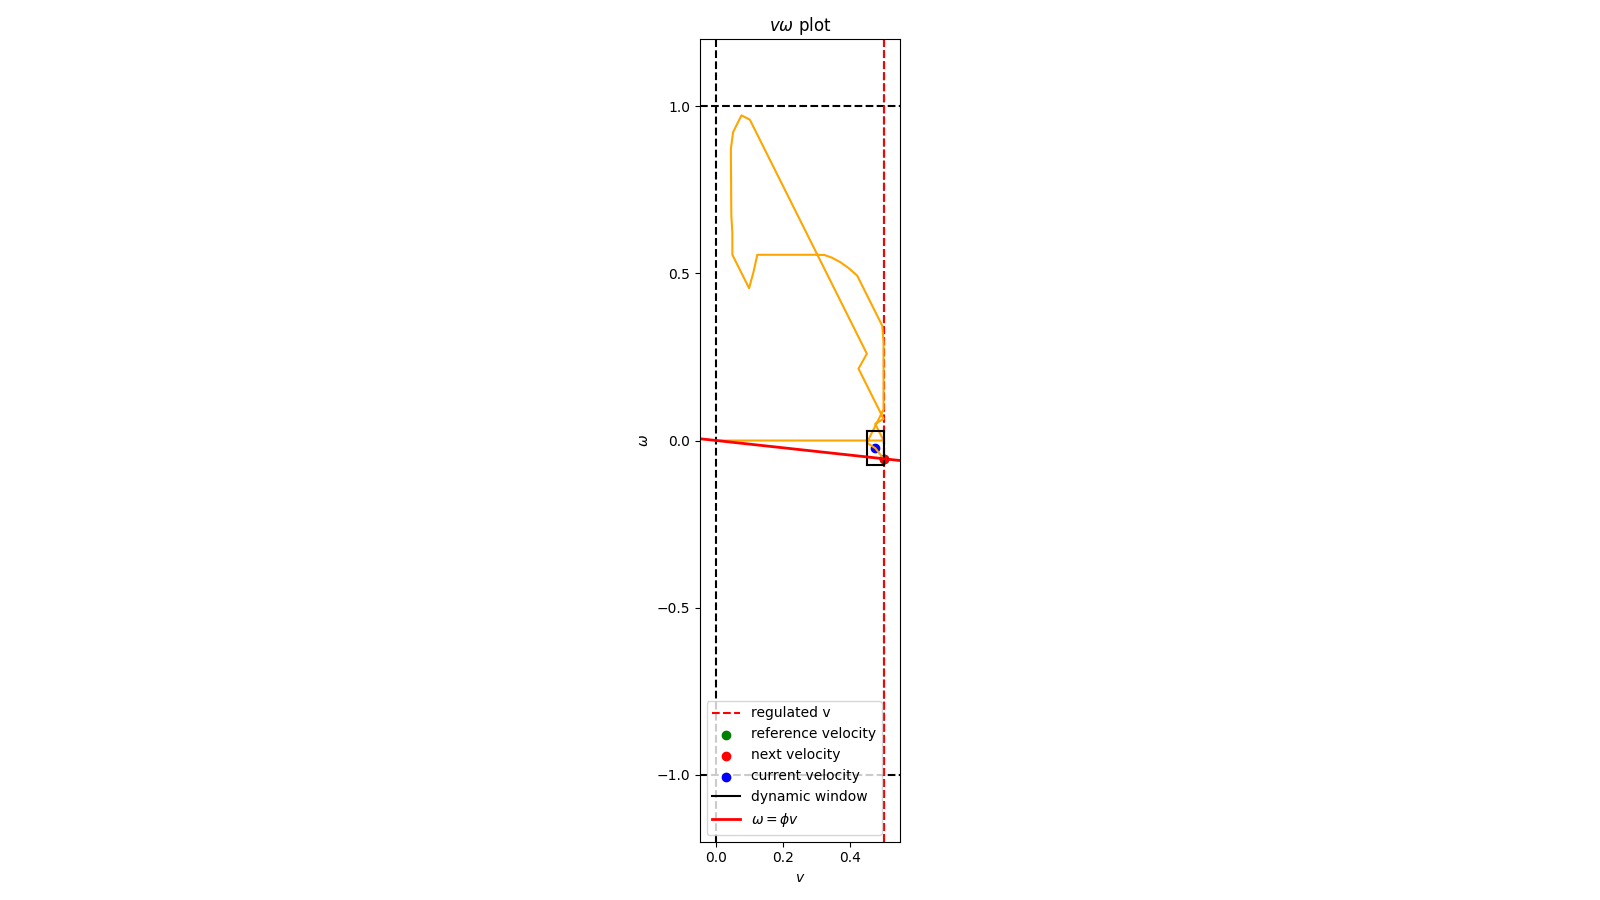 vω plot
1.0
0.5
0.0
−0.5
−1.0
ω
regulated v
reference velocity
next velocity
current velocity
dynamic window
ω = ϕv
0.0 0.2 0.4
v